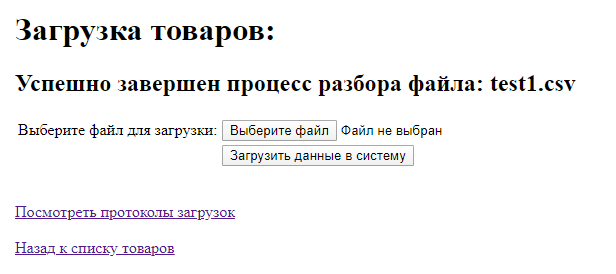 Загрузка товаров:
Успешно завершен процесс разбора файла: test1.csv
Выберите файл для загрузки: Выберите файл Файл не выбран
Загрузить данные в систему
Посмотреть протоколы загрузок
Назад к списку товаров